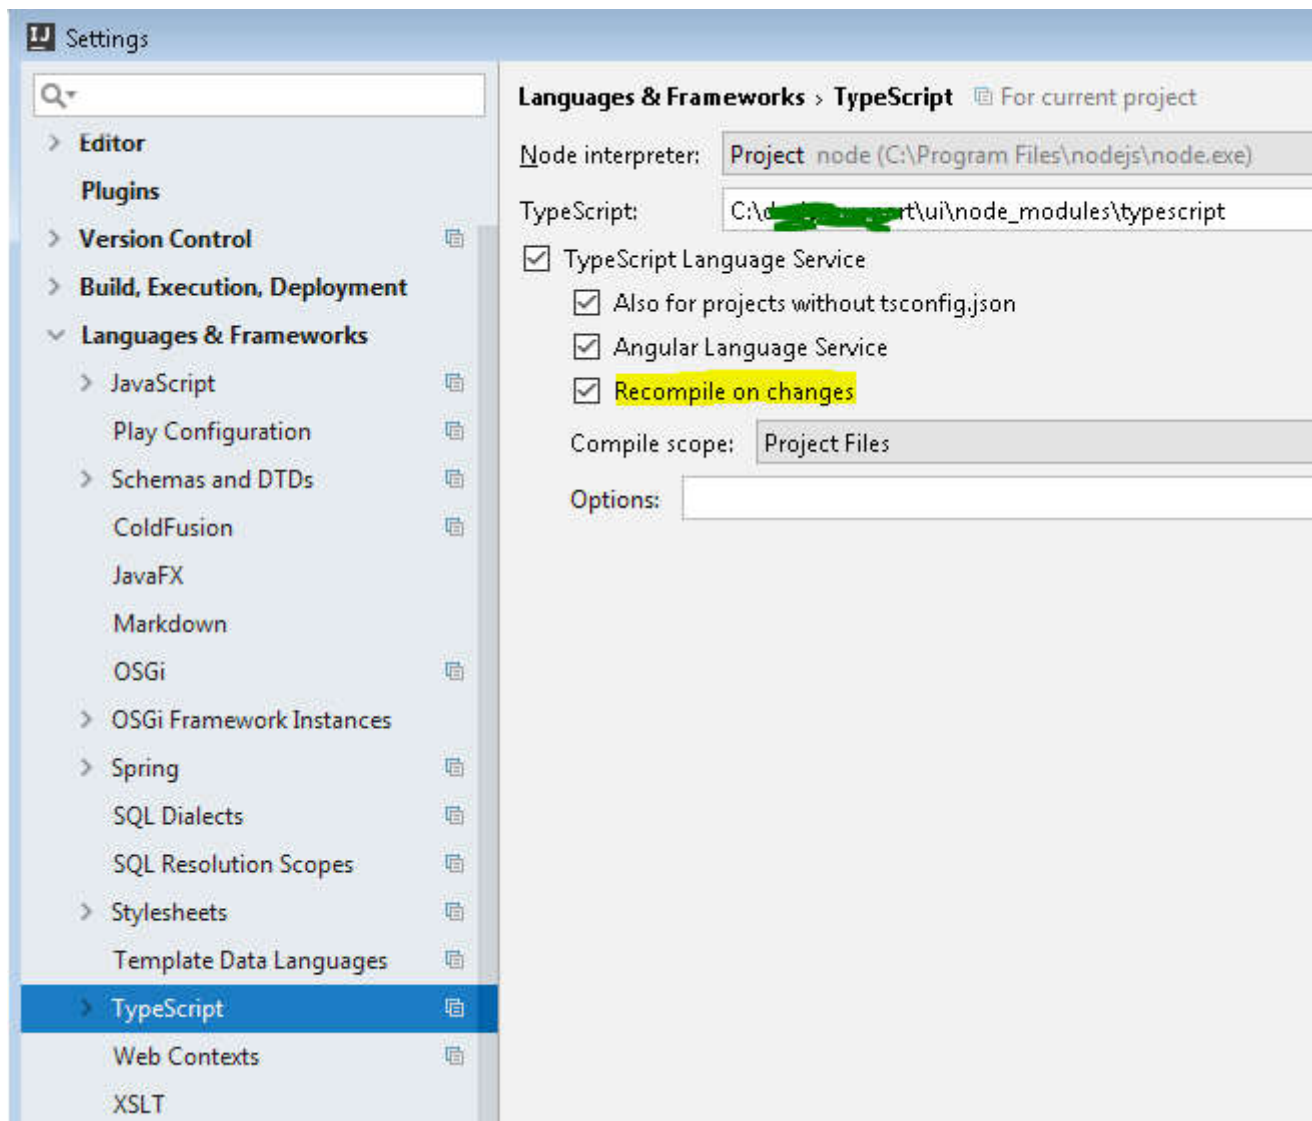 IJ Settings
Editor
Plugins
Version Control
Build, Execution, Deployment
Languages & Frameworks
JavaScript
Play Configuration
Schemas and DTDs
ColdFusion
JavaFX
Markdown
OSGi
OSGi Framework Instances
Spring
SQL Dialects
SQL Resolution Scopes
Stylesheets
Template Data Languages
TypeScript
Web Contexts
XSLT
Languages & Frameworks › TypeScript For current project
Node interpreter: Project node (C:\Program Files\nodejs\node.exe)
TypeScript: C:\ \ui\node_modules\typescript
TypeScript Language Service
Also for projects without tsconfig.json
Angular Language Service
Recompile on changes
Compile scope: Project Files
Options: